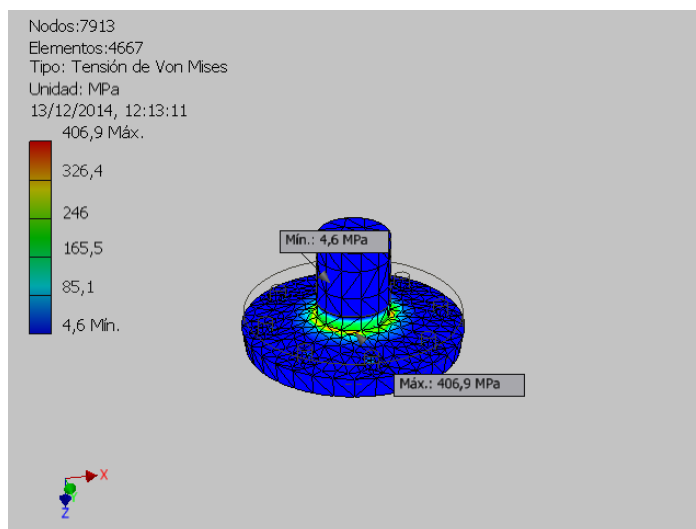 Nodos:7913
Elementos:4667
Tipo: Tensión de Von Mises
Unidad: MPa
13/12/2014, 12:13:11
406,9 Máx.
326,4
246
165,5
85,1
4,6 Mín.
Mín.: 4,6 MPa
Máx.: 406,9 MPa
X
Z